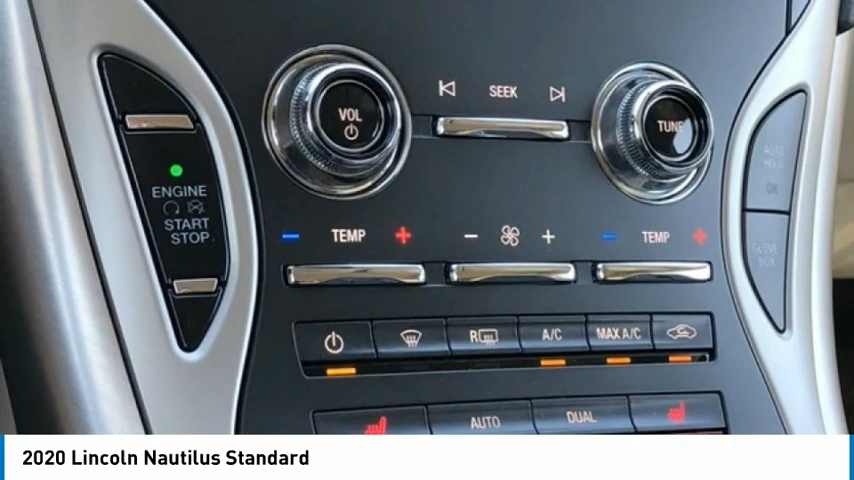 VOL
SEEK
TUNE
ENGINE
START
STOP
AUTO
HOLD
OK
GLOVE
BOX
− TEMP +
− +
− TEMP +
R
A/C
MAX A/C
AUTO
DUAL
2020 Lincoln Nautilus Standard